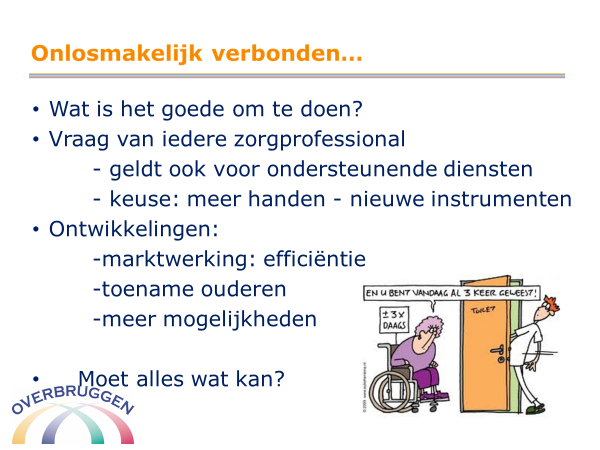 Onlosmakelijk verbonden…
• Wat is het goede om te doen?
• Vraag van iedere zorgprofessional
- geldt ook voor ondersteunende diensten
- keuse: meer handen - nieuwe instrumenten
• Ontwikkelingen:
-marktwerking: efficiëntie
-toename ouderen
-meer mogelijkheden
• Moet alles wat kan?
EN U BENT VANDAAG AL 3 KEER GEWEEST!
TOILET
±3x
DAAGS
OVERBRUGGEN